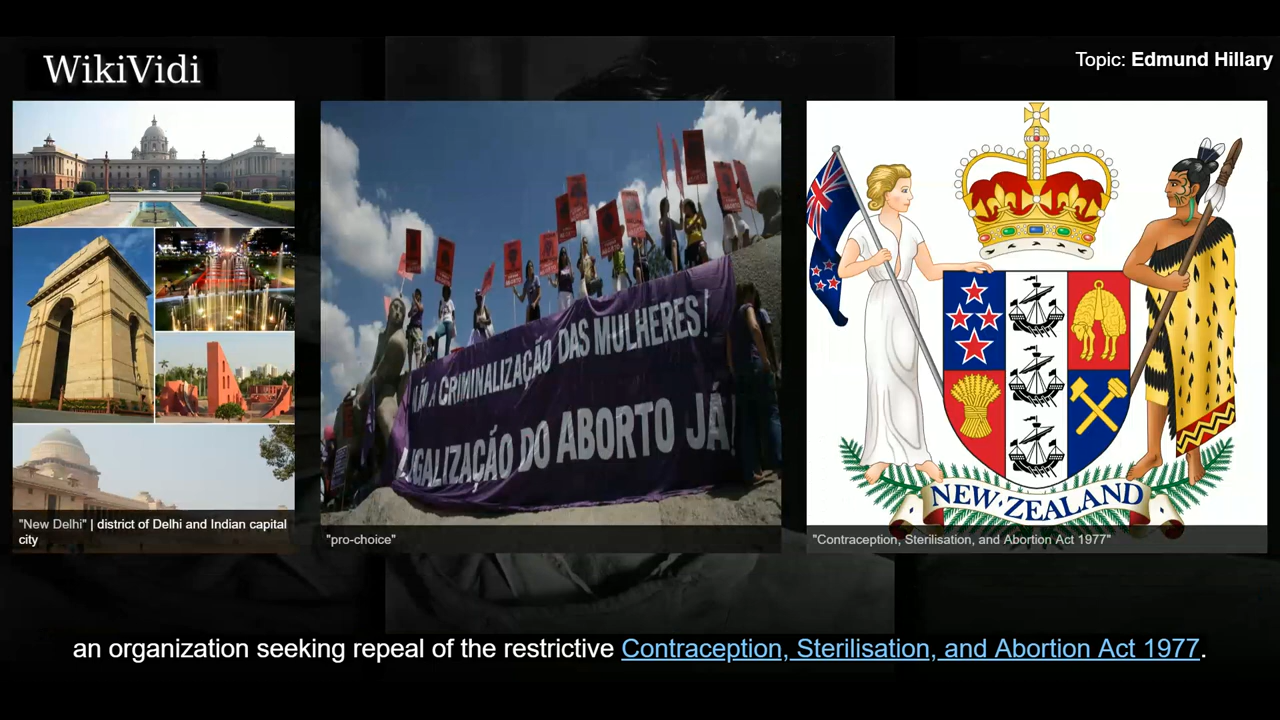 WikiVidi
Topic: Edmund Hillary
CRIMINALIZAÇÃO DAS MULHERES!
DO ABORTO JÁ!
NEW·ZEALAND
"New Delhi" | district of Delhi and Indian capital
city
"pro-choice"
"Contraception, Sterilisation, and Abortion Act 1977"
an organization seeking repeal of the restrictive Contraception, Sterilisation, and Abortion Act 1977.